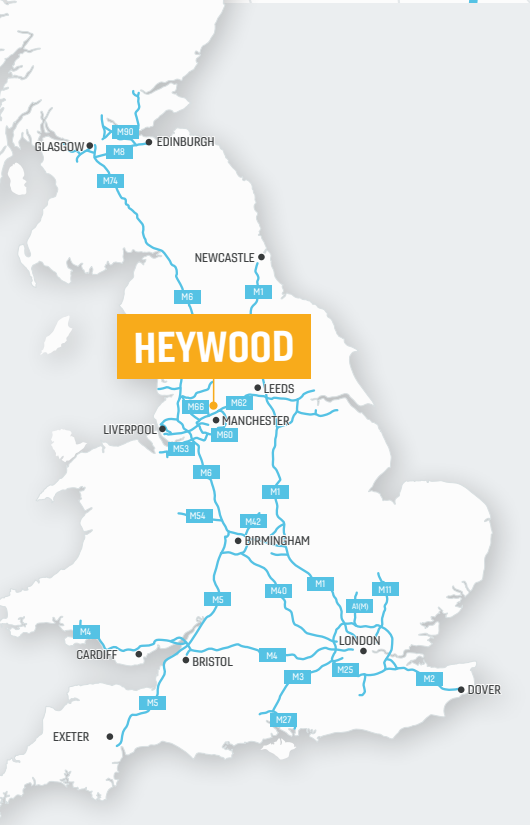 M90
GLASGOW
EDINBURGH
M8
M74
NEWCASTLE
M6
M1
HEYWOOD
LEEDS
M66
M62
MANCHESTER
LIVERPOOL
M60
M53
M6
M1
M54
M42
BIRMINGHAM
M1
M40
M11
M5
A1(M)
M4
LONDON
CARDIFF
M4
BRISTOL
M25
M3
M2
DOVER
M5
M27
EXETER